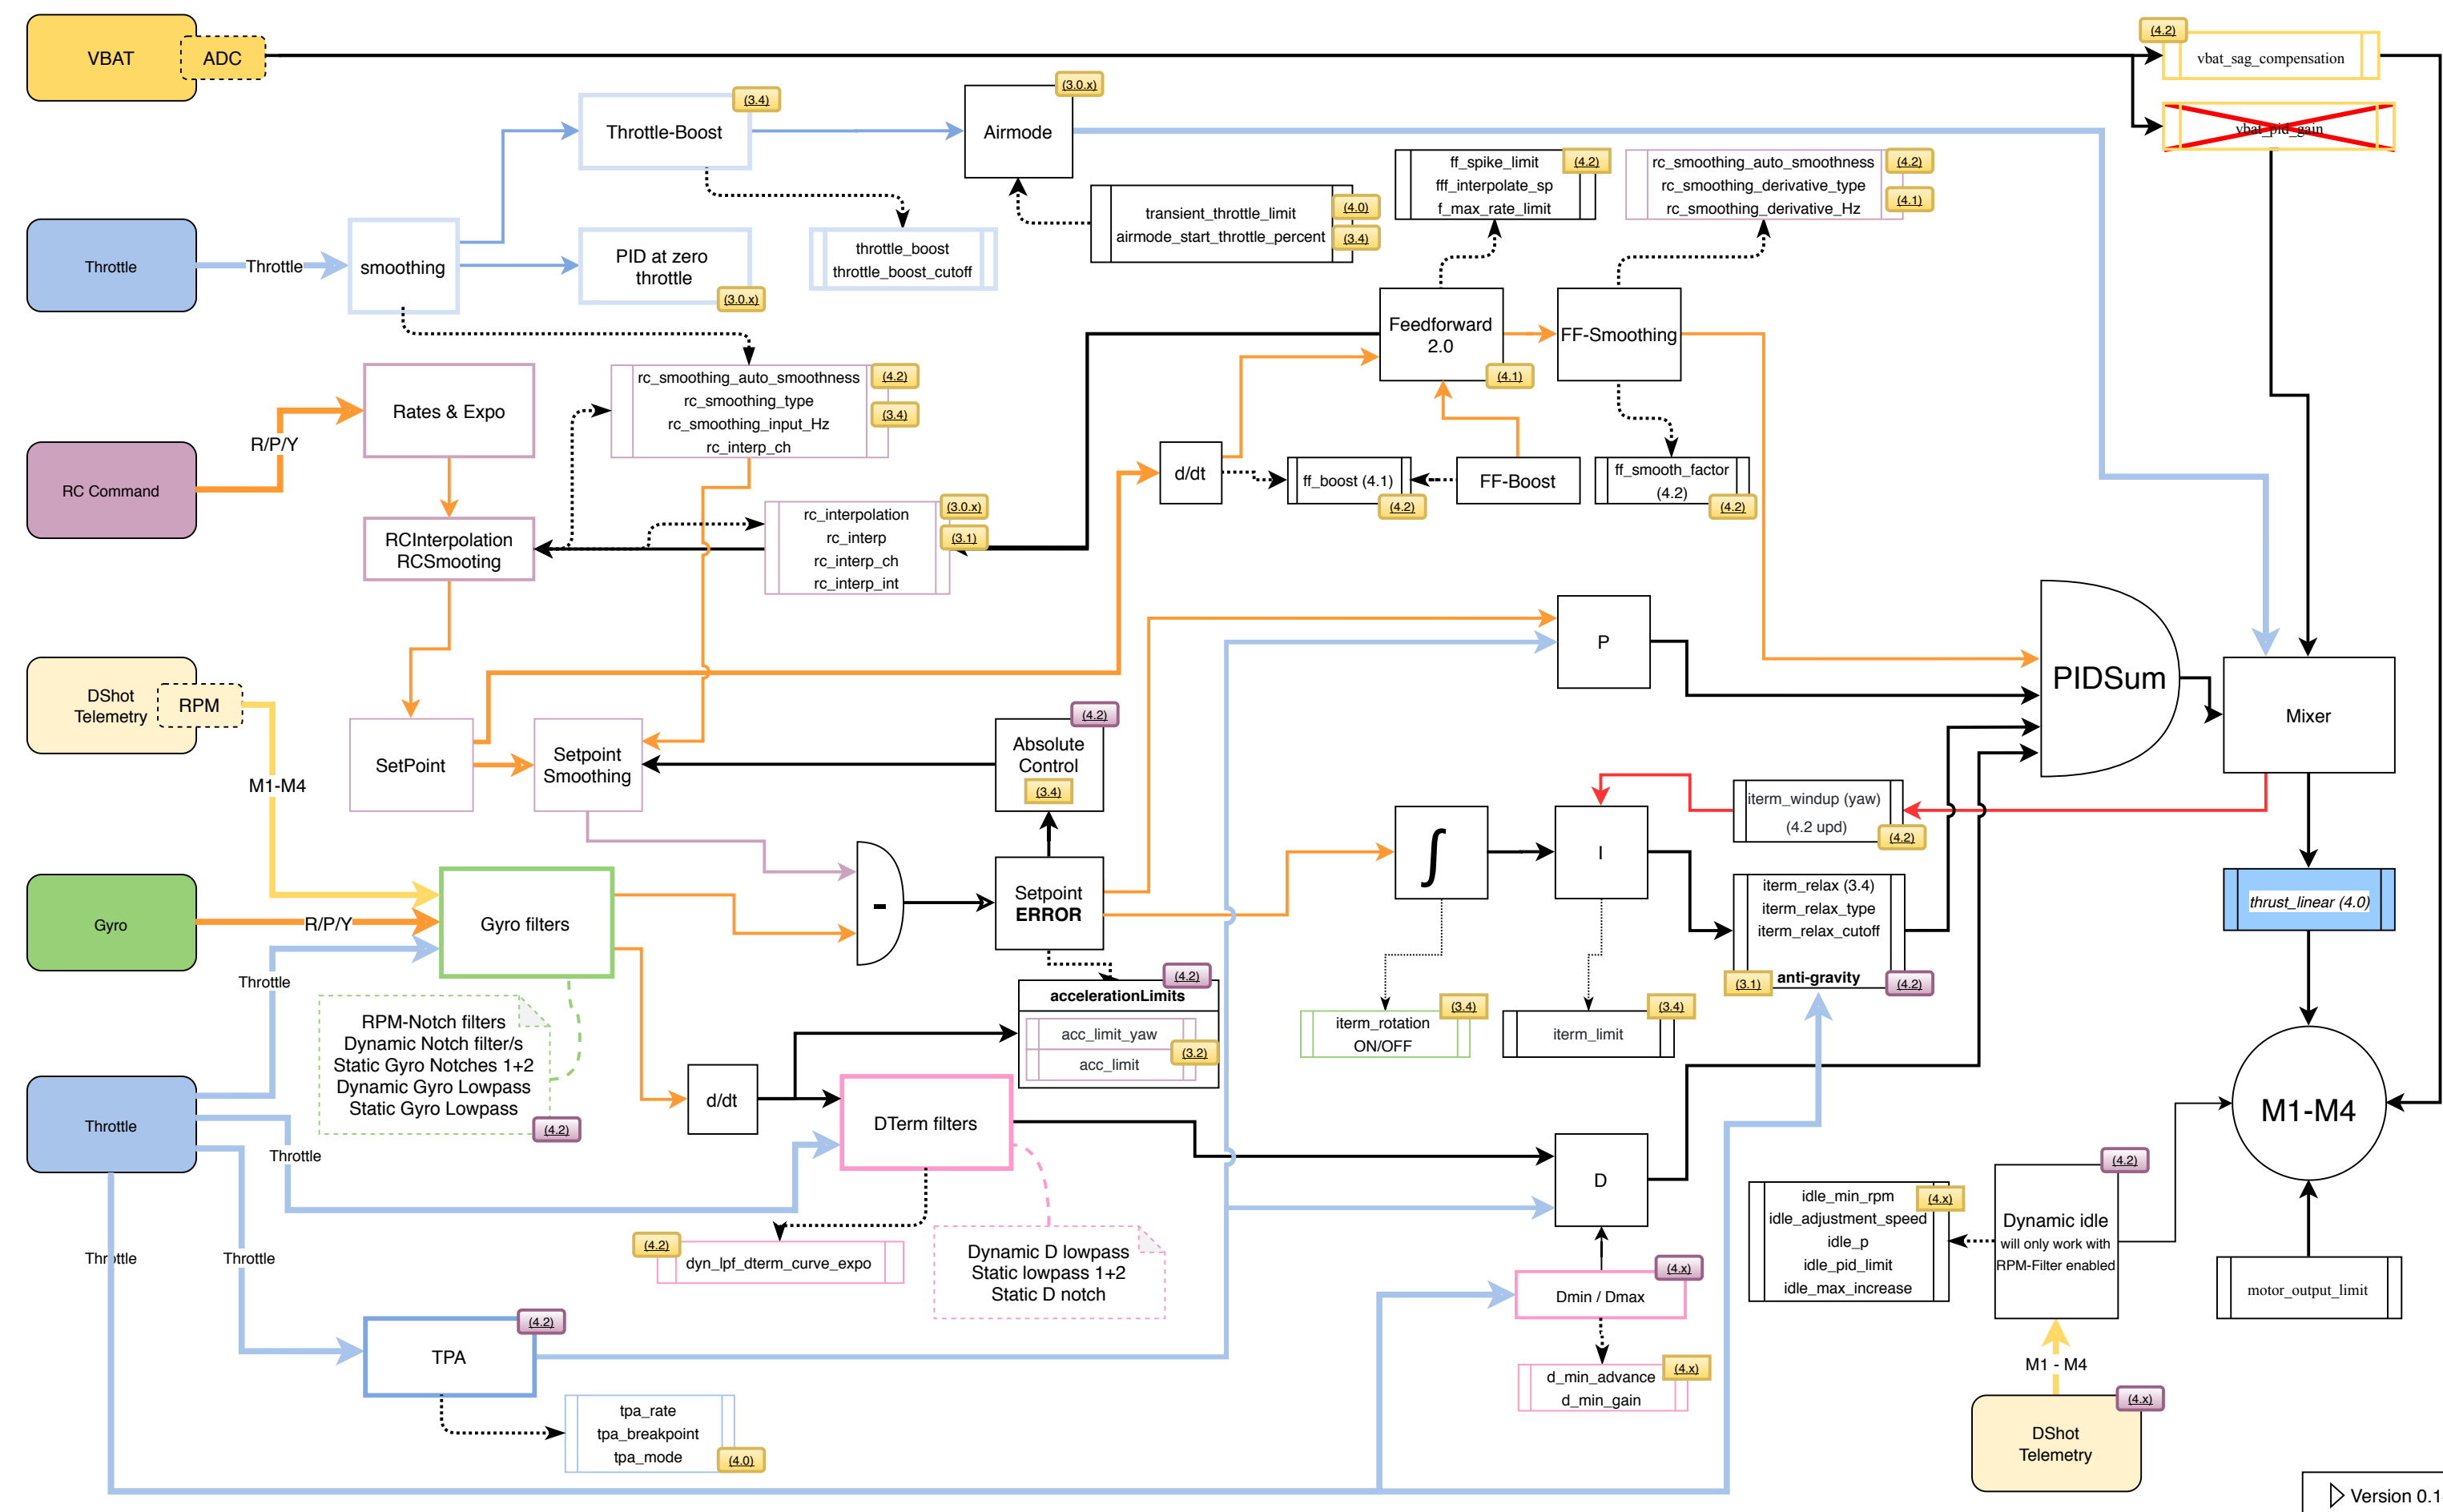 VBAT
ADC
(4.2)
vbat_sag_compensation
vbat_pid_gain
Throttle-Boost
(3.4)
Airmode
(3.0.x)
throttle_boost
throttle_boost_cutoff
transient_throttle_limit
airmode_start_throttle_percent
(4.0)
(3.4)
ff_spike_limit
fff_interpolate_sp
f_max_rate_limit
(4.2)
rc_smoothing_auto_smoothness
rc_smoothing_derivative_type
rc_smoothing_derivative_Hz
(4.2)
(4.1)
Throttle
Throttle
smoothing
PID at zero
throttle
(3.0.x)
Feedforward
2.0
(4.1)
FF-Smoothing
Rates & Expo
R/P/Y
RC Command
rc_smoothing_auto_smoothness
rc_smoothing_type
rc_smoothing_input_Hz
rc_interp_ch
(4.2)
(3.4)
d/dt
ff_boost (4.1)
(4.2)
FF-Boost
ff_smooth_factor
(4.2)
(4.2)
RCInterpolation
RCSmooting
rc_interpolation
rc_interp
rc_interp_ch
rc_interp_int
(3.0.x)
(3.1)
P
PIDSum
Mixer
DShot
Telemetry
RPM
M1-M4
SetPoint
Setpoint
Smoothing
Absolute
Control
(3.4)
(4.2)
iterm_windup (yaw)
(4.2 upd)
(4.2)
∫
I
-
Setpoint
ERROR
iterm_relax (3.4)
iterm_relax_type
iterm_relax_cutoff
anti-gravity
(3.1)
(4.2)
thrust_linear (4.0)
Gyro
R/P/Y
Gyro filters
Throttle
RPM-Notch filters
Dynamic Notch filter/s
Static Gyro Notches 1+2
Dynamic Gyro Lowpass
Static Gyro Lowpass
(4.2)
(4.2)
accelerationLimits
acc_limit_yaw
acc_limit
(3.2)
iterm_rotation
ON/OFF
(3.4)
iterm_limit
(3.4)
d/dt
DTerm filters
M1-M4
Throttle
Throttle
D
(4.2)
dyn_lpf_dterm_curve_expo
Dynamic D lowpass
Static lowpass 1+2
Static D notch
Dmin / Dmax
(4.x)
d_min_advance
d_min_gain
(4.x)
idle_min_rpm
idle_adjustment_speed
idle_p
idle_pid_limit
idle_max_increase
(4.x)
Dynamic idle
will only work with
RPM-Filter enabled
(4.2)
motor_output_limit
Throttle
Throttle
TPA
(4.2)
tpa_rate
tpa_breakpoint
tpa_mode
(4.0)
M1 - M4
DShot
Telemetry
(4.x)
Version 0.1